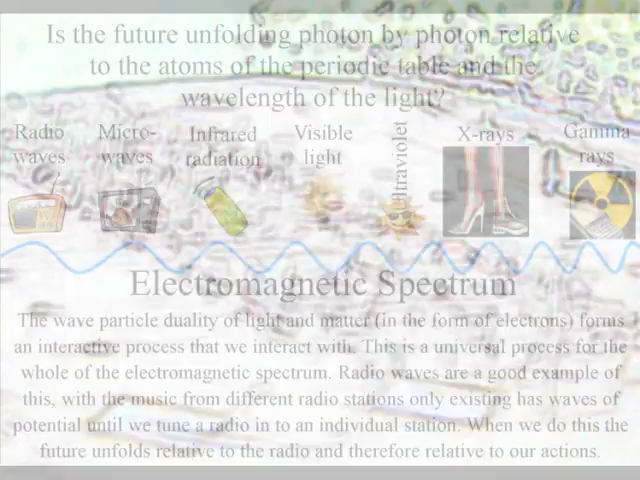 Is the future unfolding photon by photon relative
to the atoms of the periodic table and the
wavelength of the light?
Radio waves
Micro-waves
Infrared radiation
Visible light
Ultraviolet
X-rays
Gamma rays
Electromagnetic Spectrum
The wave particle duality of light and matter (in the form of electrons) forms
an interactive process that we interact with. This is a universal process for the
whole of the electromagnetic spectrum. Radio waves are a good example of
this, with the music from different radio stations only existing has waves of
potential until we tune a radio in to an individual station. When we do this the
future unfolds relative to the radio and therefore relative to our actions.